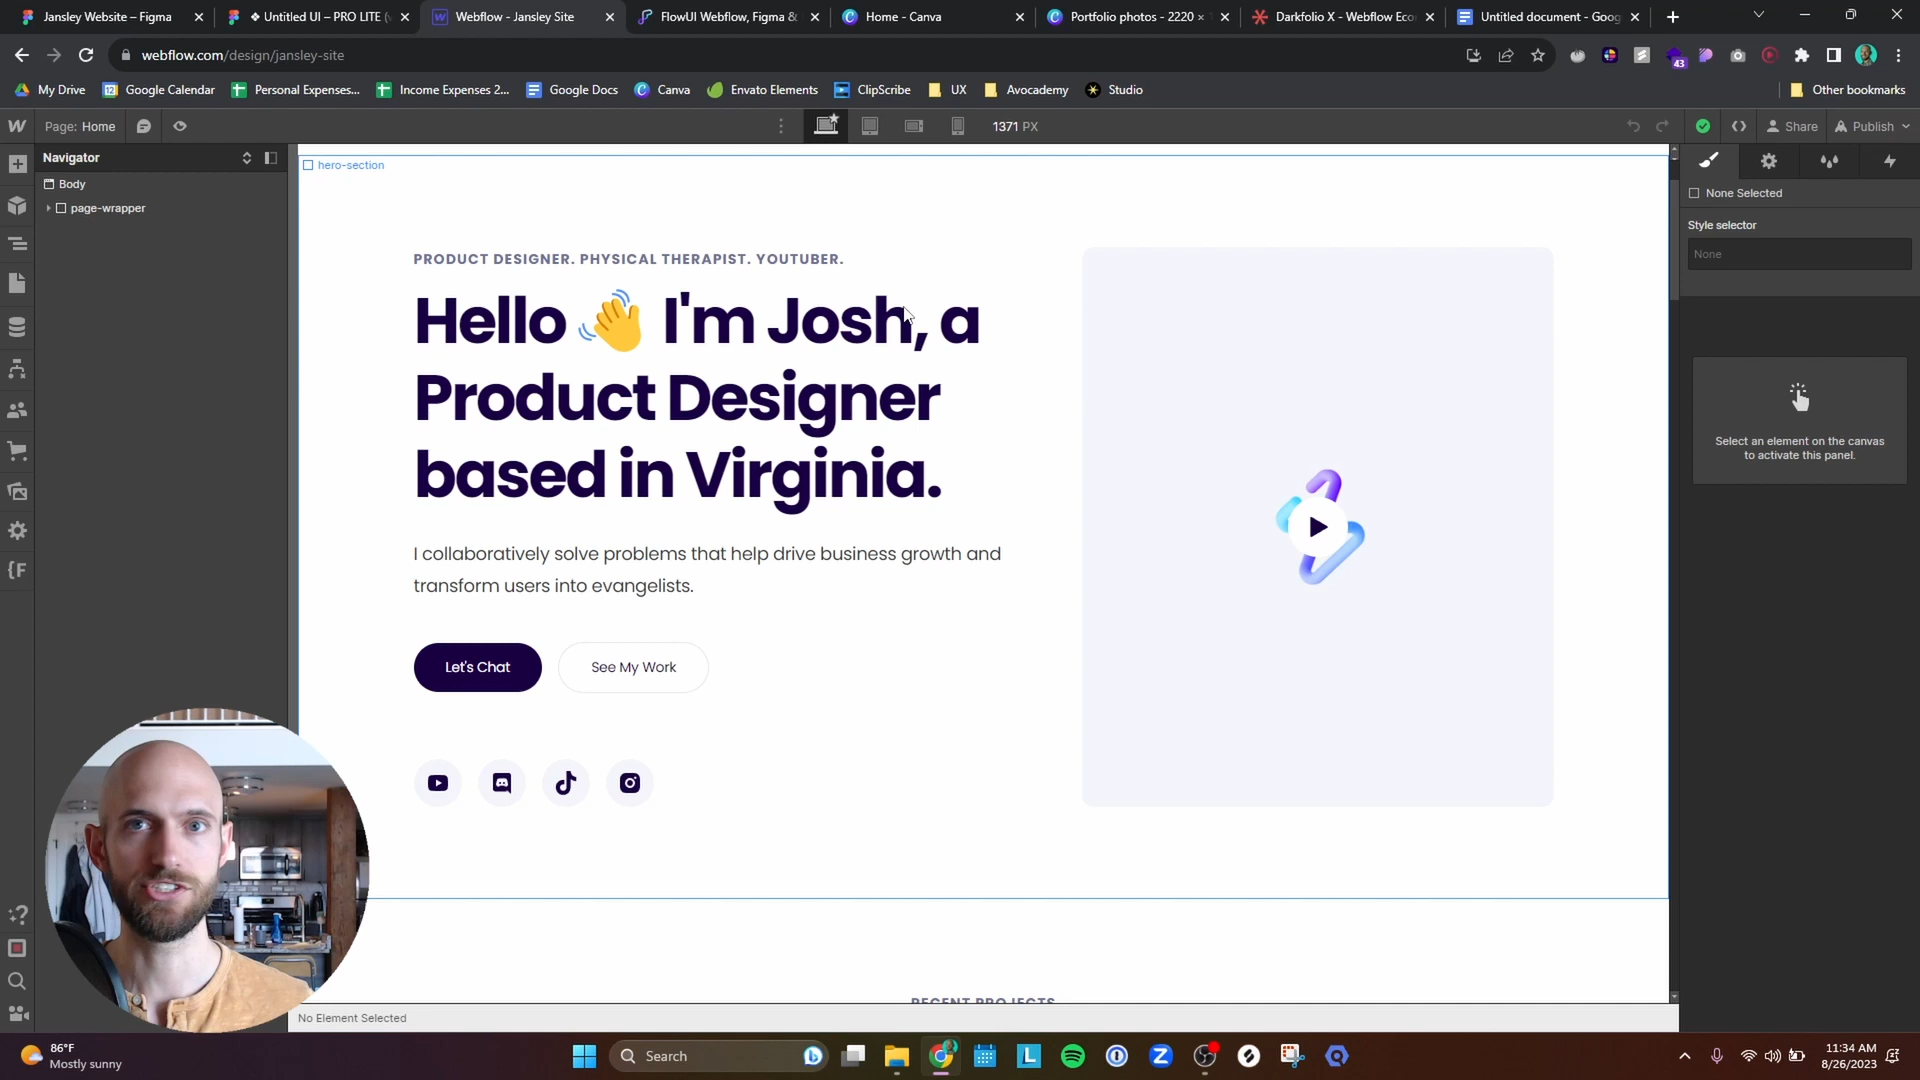 Jansley Website – Figma
❖ Untitled UI – PRO LITE (v
Webflow - Jansley Site
FlowUI Webflow, Figma &
Home - Canva
Portfolio photos - 2220 ×
Darkfolio X - Webflow Eco
Untitled document - Goog
webflow.com/design/jansley-site
43
My Drive
Google Calendar
Personal Expenses...
Income Expenses 2...
Google Docs
Canva
Envato Elements
ClipScribe
UX
Avocademy
Studio
Other bookmarks
Page: Home
1371 PX
Share
Publish
Navigator
Body
page-wrapper
hero-section
PRODUCT DESIGNER. PHYSICAL THERAPIST. YOUTUBER.
Hello 👋 I'm Josh, a
Product Designer
based in Virginia.
I collaboratively solve problems that help drive business growth and
transform users into evangelists.
Let's Chat
See My Work
RECENT PROJECTS
No Element Selected
None Selected
Style selector
None
Select an element on the canvas
to activate this panel.
86°F
Mostly sunny
Search
11:34 AM
8/26/2023